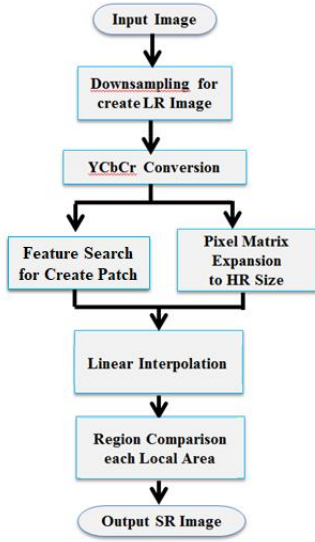 Input Image
Downsampling for
create LR Image
YCbCr Conversion
Feature Search
for Create Patch
Pixel Matrix
Expansion
to HR Size
Linear Interpolation
Region Comparison
each Local Area
Output SR Image